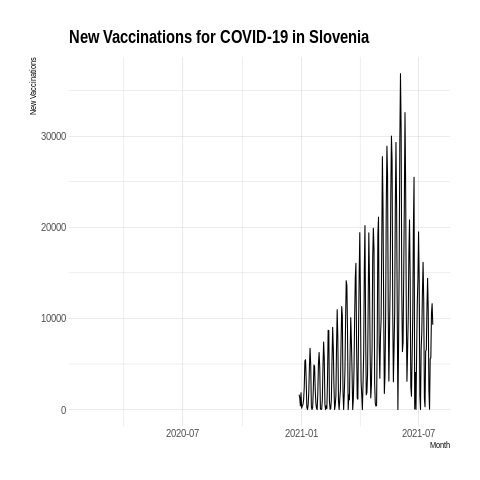 New Vaccinations for COVID-19 in Slovenia
New Vaccinations
30000
20000
10000
0
2020-07
2021-01
2021-07
Month